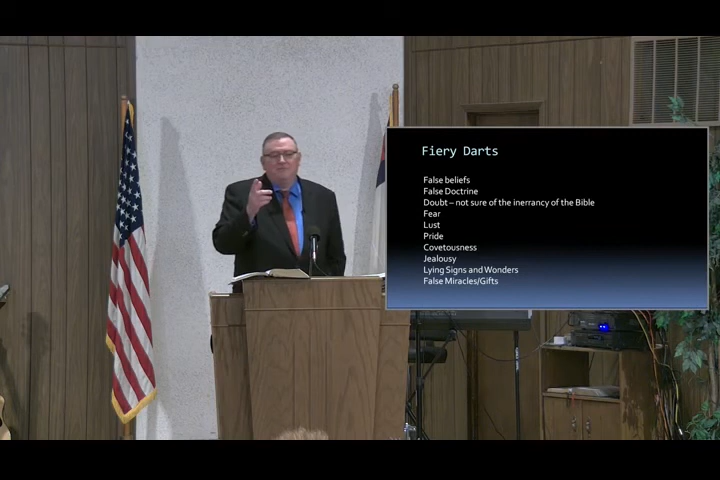 Fiery Darts
False beliefs
False Doctrine
Doubt – not sure of the inerrancy of the Bible
Fear
Lust
Pride
Covetousness
Jealousy
Lying Signs and Wonders
False Miracles/Gifts